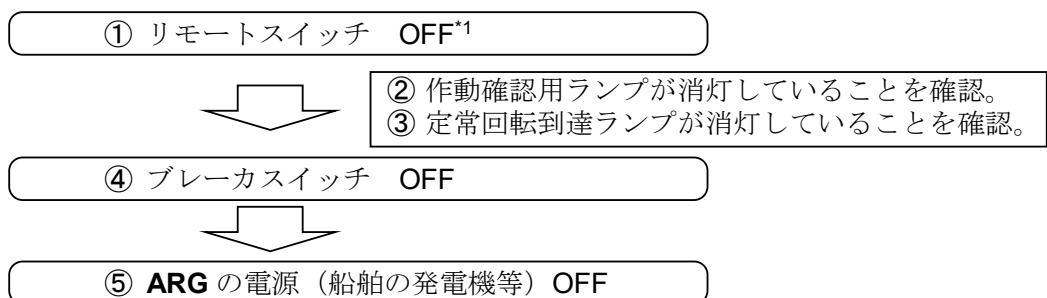 ① リモートスイッチ　OFF*1
② 作動確認用ランプが消灯していることを確認。
③ 定常回転到達ランプが消灯していることを確認。
④ ブレーカスイッチ　OFF
⑤ ARG の電源（船舶の発電機等）OFF